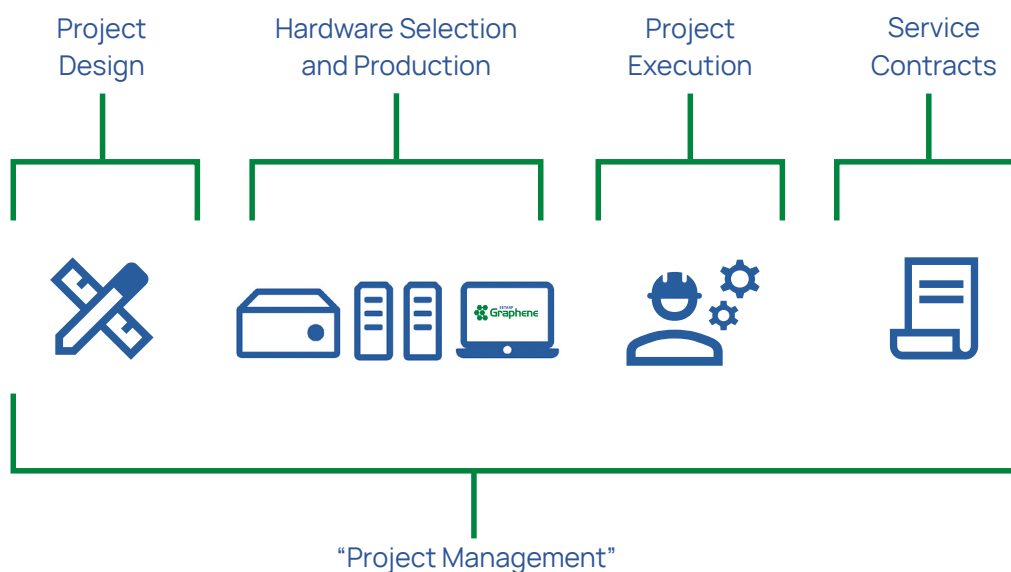 Project
Design
Hardware Selection
and Production
Project
Execution
Service
Contracts
Graphene
“Project Management”